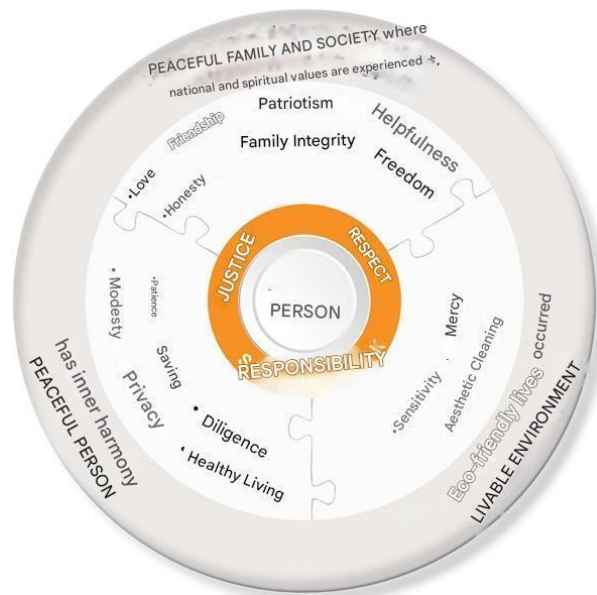 PEACEFUL FAMILY AND SOCIETY where
national and spiritual values are experienced
Patriotism
Friendship
Helpfulness
Family Integrity
Freedom
•Love
•Honesty
JUSTICE
RESPECT
PERSON
RESPONSIBILITY
• Modesty
•Patience
Saving
Privacy
• Diligence
• Healthy Living
Mercy
Aesthetic Cleaning
•Sensitivity
has inner harmony
PEACEFUL PERSON
Eco-friendly lives occurred
LIVABLE ENVIRONMENT